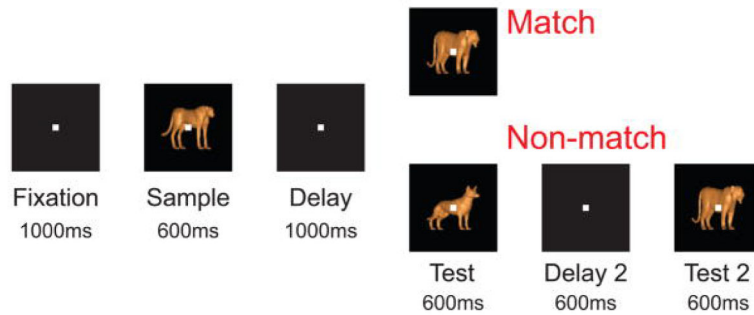 Match
Non-match
Fixation
1000ms
Sample
600ms
Delay
1000ms
Test
600ms
Delay 2
600ms
Test 2
600ms